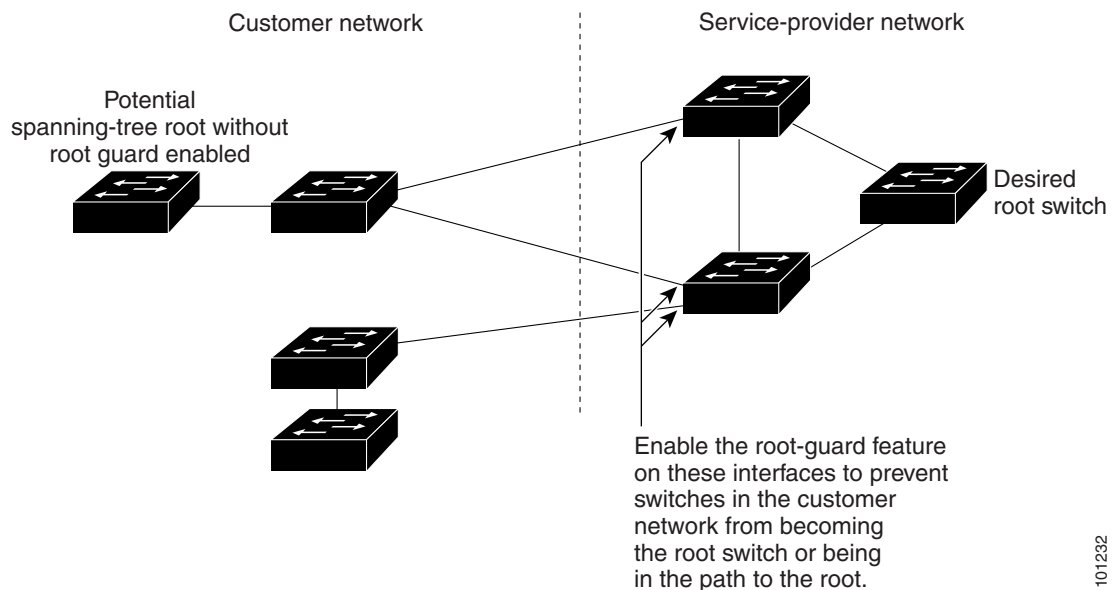 Customer network
Service-provider network
Potential
spanning-tree root without
root guard enabled
Desired
root switch
Enable the root-guard feature
on these interfaces to prevent
switches in the customer
network from becoming
the root switch or being
in the path to the root.
101232